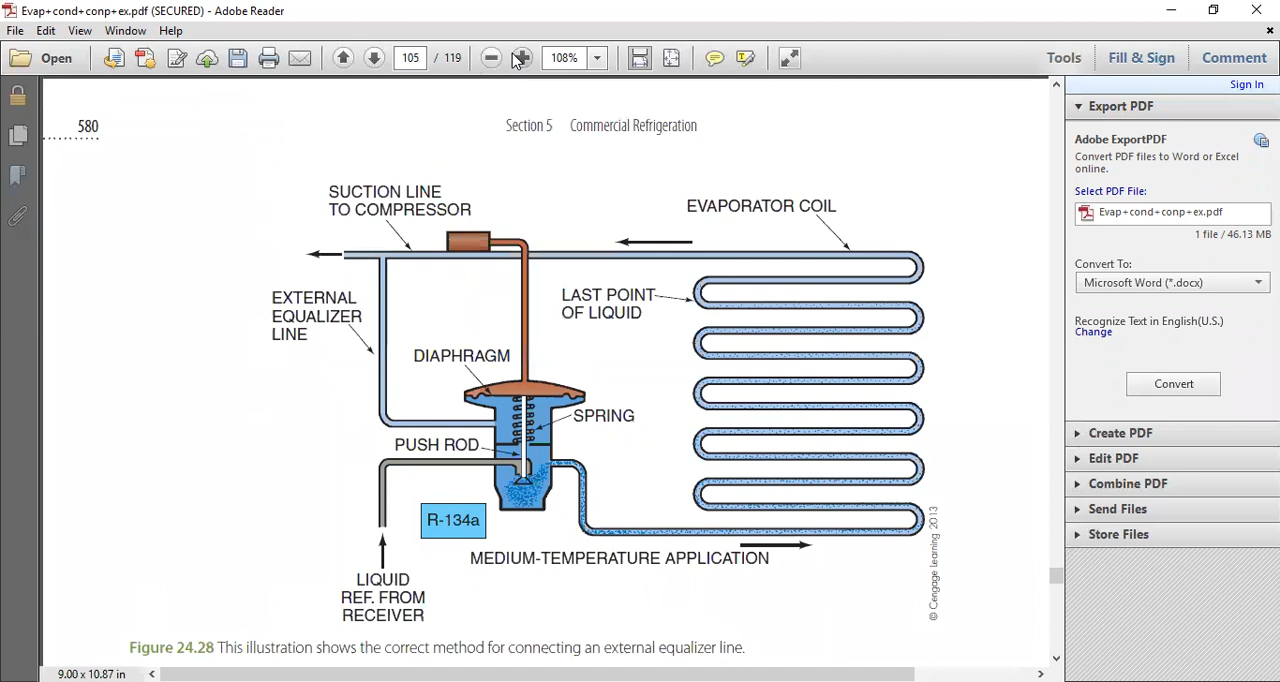 Evap+cond+conp+ex.pdf (SECURED) - Adobe Reader
File Edit View Window Help
Open 105 / 119 108% Tools Fill & Sign Comment
Sign In
580
Section 5 Commercial Refrigeration
SUCTION LINE
TO COMPRESSOR
EVAPORATOR COIL
EXTERNAL
EQUALIZER
LINE
LAST POINT
OF LIQUID
DIAPHRAGM
SPRING
PUSH ROD
R-134a
MEDIUM-TEMPERATURE APPLICATION
LIQUID
REF. FROM
RECEIVER
© Cengage Learning 2013
Figure 24.28 This illustration shows the correct method for connecting an external equalizer line.
9.00 x 10.87 in
Export PDF
Adobe ExportPDF
Convert PDF files to Word or Excel
online.
Select PDF File:
Evap+cond+conp+ex.pdf
1 file / 46.13 MB
Convert To:
Microsoft Word (*.docx)
Recognize Text in English(U.S.)
Change
Convert
Create PDF
Edit PDF
Combine PDF
Send Files
Store Files